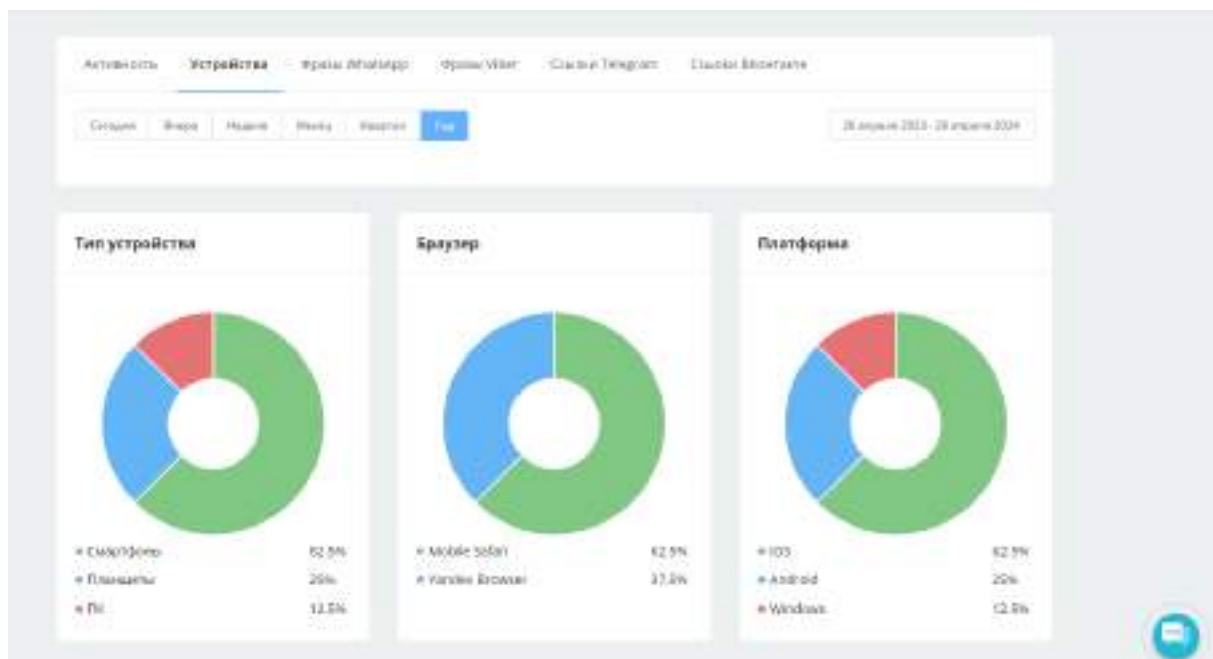 Активность Устройства Фразы WhatsApp Фразы Viber Ссылки Telegram Ссылки ВКонтакте
Сегодня Вчера Неделя Месяц Квартал Год 28 апреля 2023 - 28 апреля 2024
Тип устройства Браузер Платформа
Смартфоны 62.5% Mobile Safari 62.5% iOS 62.5%
Планшеты 25% Yandex Browser 37.5% Android 25%
ПК 12.5% Windows 12.5%